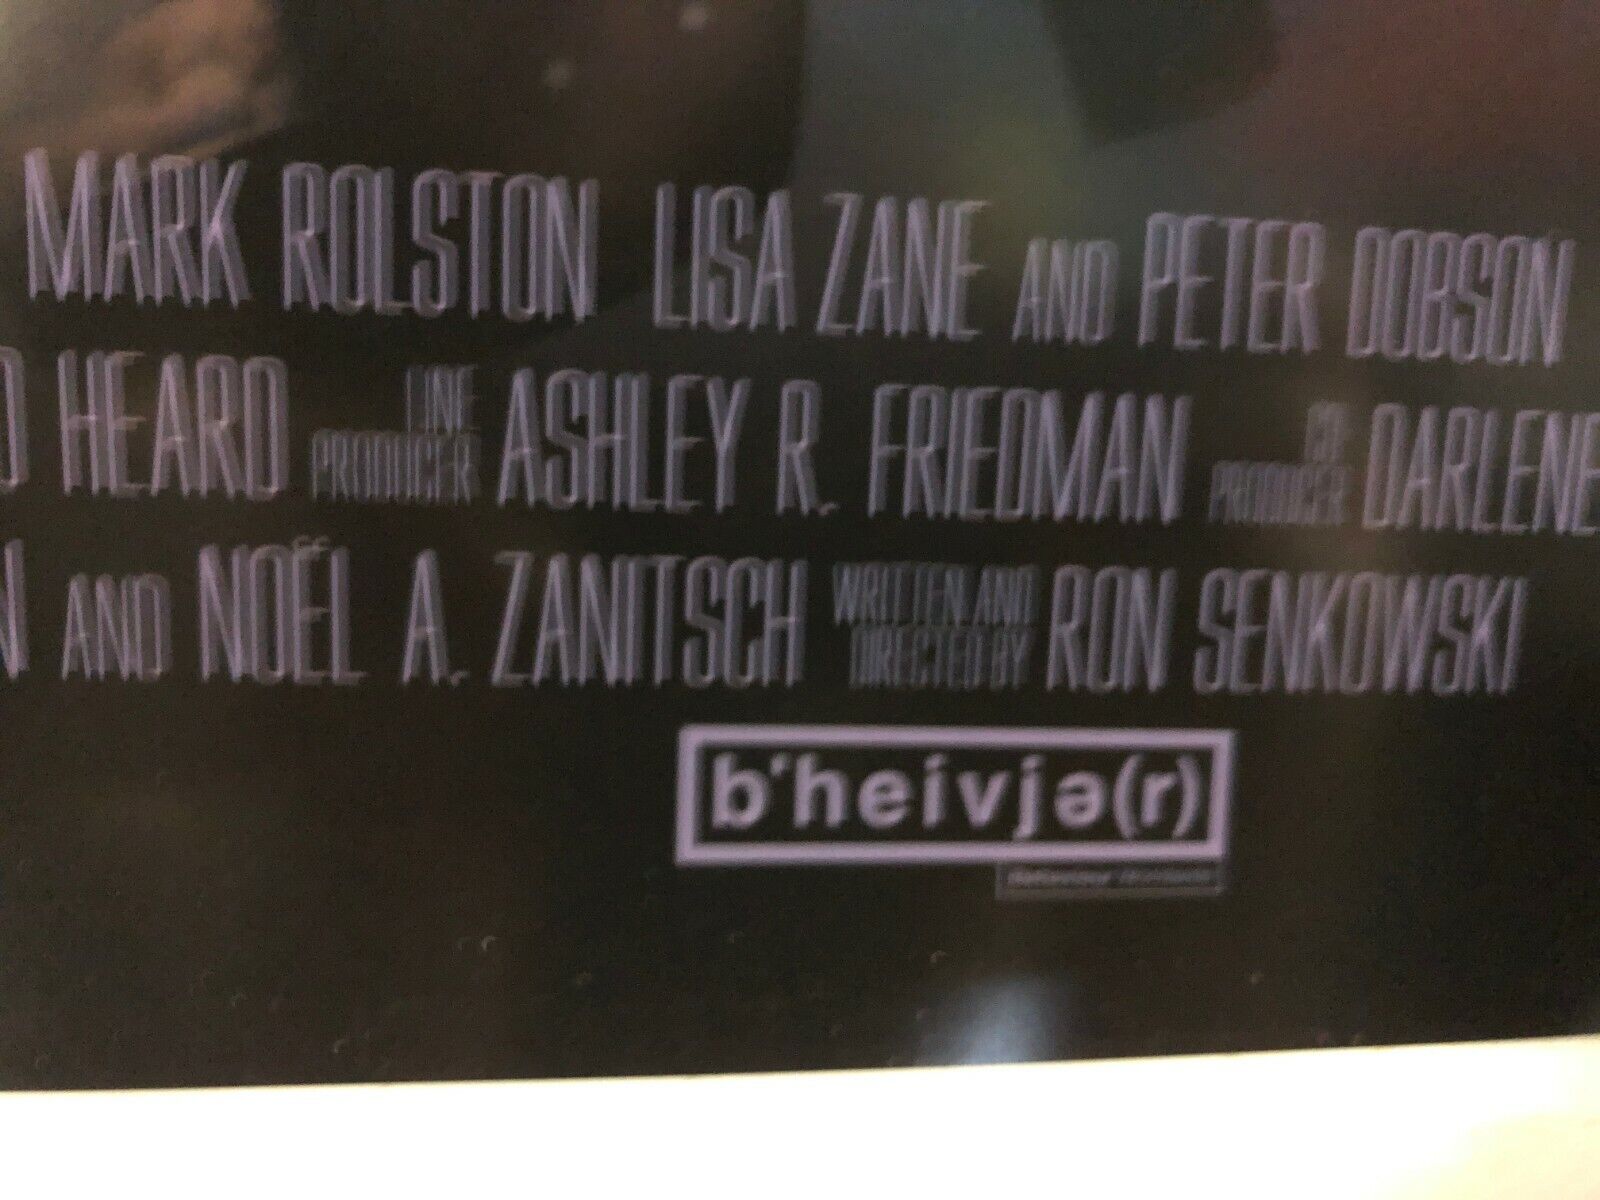 MARK ROLSTON LISA ZANE AND PETER DOBSON
D HEARD LINE PRODUCER ASHLEY R. FRIEDMAN CO-PRODUCER DARLENE
N AND NOËL A. ZANITSCH WRITTEN AND DIRECTED BY RON SENKOWSKI
b'heivjə(r)